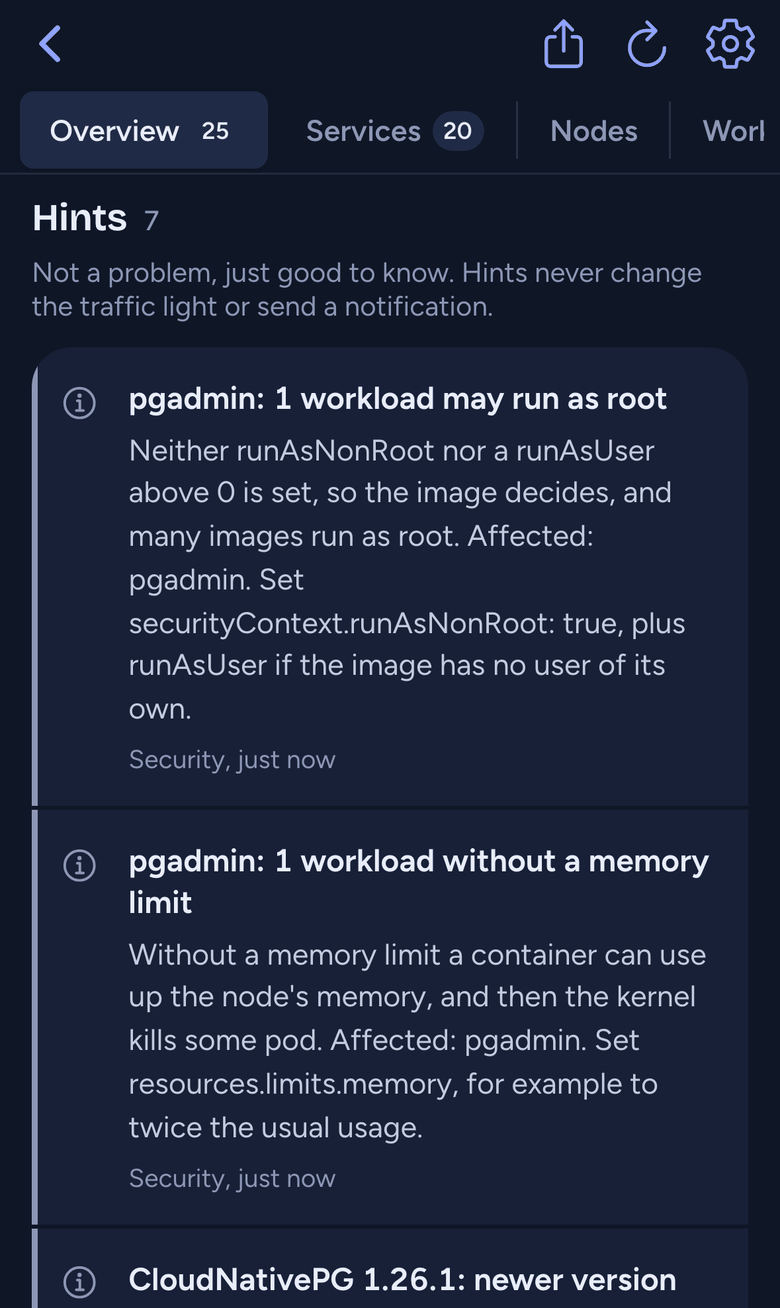 Overview 25 Services 20 Nodes
Hints 7
Not a problem, just good to know. Hints never change
the traffic light or send a notification.
pgadmin: 1 workload may run as root
Neither runAsNonRoot nor a runAsUser
above 0 is set, so the image decides, and
many images run as root. Affected:
pgadmin. Set
securityContext.runAsNonRoot: true, plus
runAsUser if the image has no user of its
own.
Security, just now
pgadmin: 1 workload without a memory
limit
Without a memory limit a container can use
up the node's memory, and then the kernel
kills some pod. Affected: pgadmin. Set
resources.limits.memory, for example to
twice the usual usage.
Security, just now
CloudNativePG 1.26.1: newer version